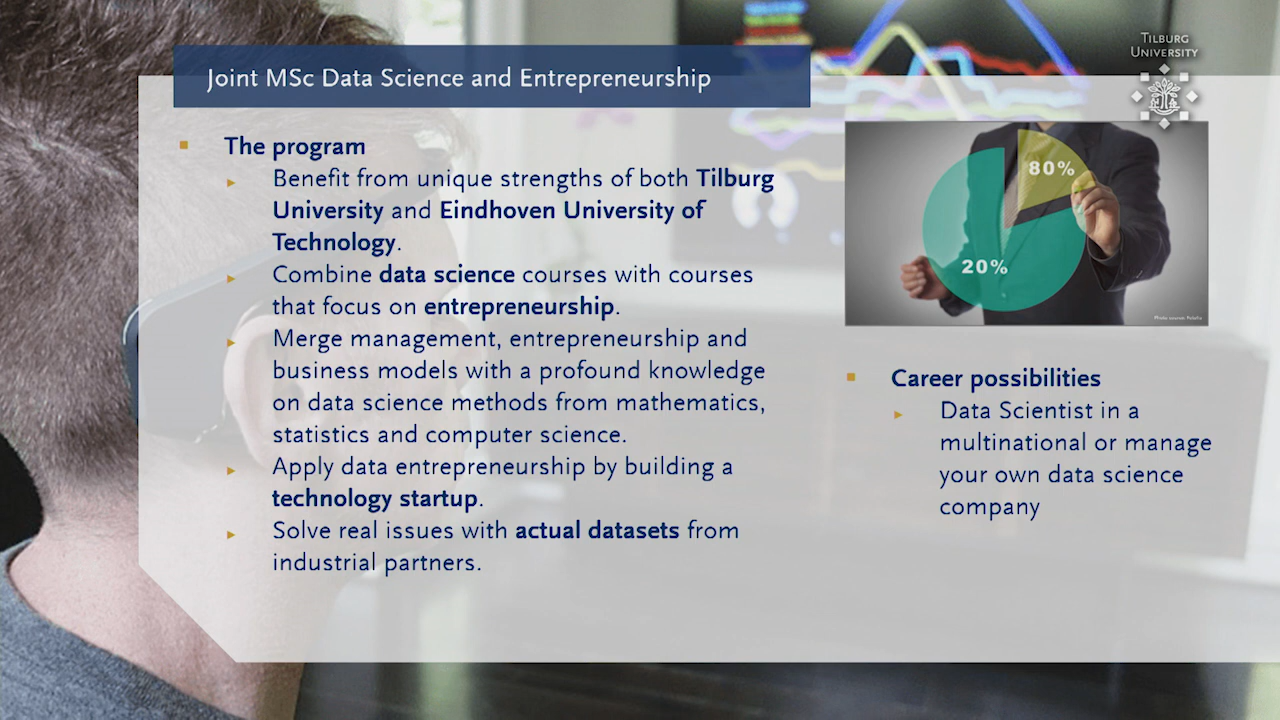 Joint MSc Data Science and Entrepreneurship
TILBURG
UNIVERSITY
The program
Benefit from unique strengths of both Tilburg
University and Eindhoven University of
Technology.
Combine data science courses with courses
that focus on entrepreneurship.
Merge management, entrepreneurship and
business models with a profound knowledge
on data science methods from mathematics,
statistics and computer science.
Apply data entrepreneurship by building a
technology startup.
Solve real issues with actual datasets from
industrial partners.
80%
20%
Photo source: Fotolia
Career possibilities
Data Scientist in a
multinational or manage
your own data science
company